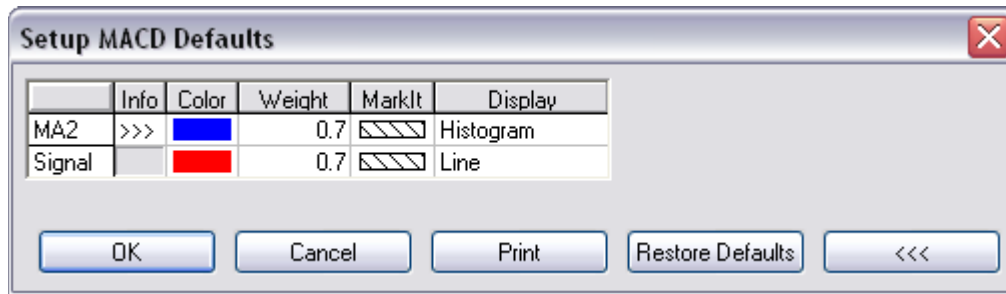 Setup MACD Defaults
Info Color Weight MarkIt Display
MA2 >>> 0.7 Histogram
Signal 0.7 Line
OK Cancel Print Restore Defaults <<<